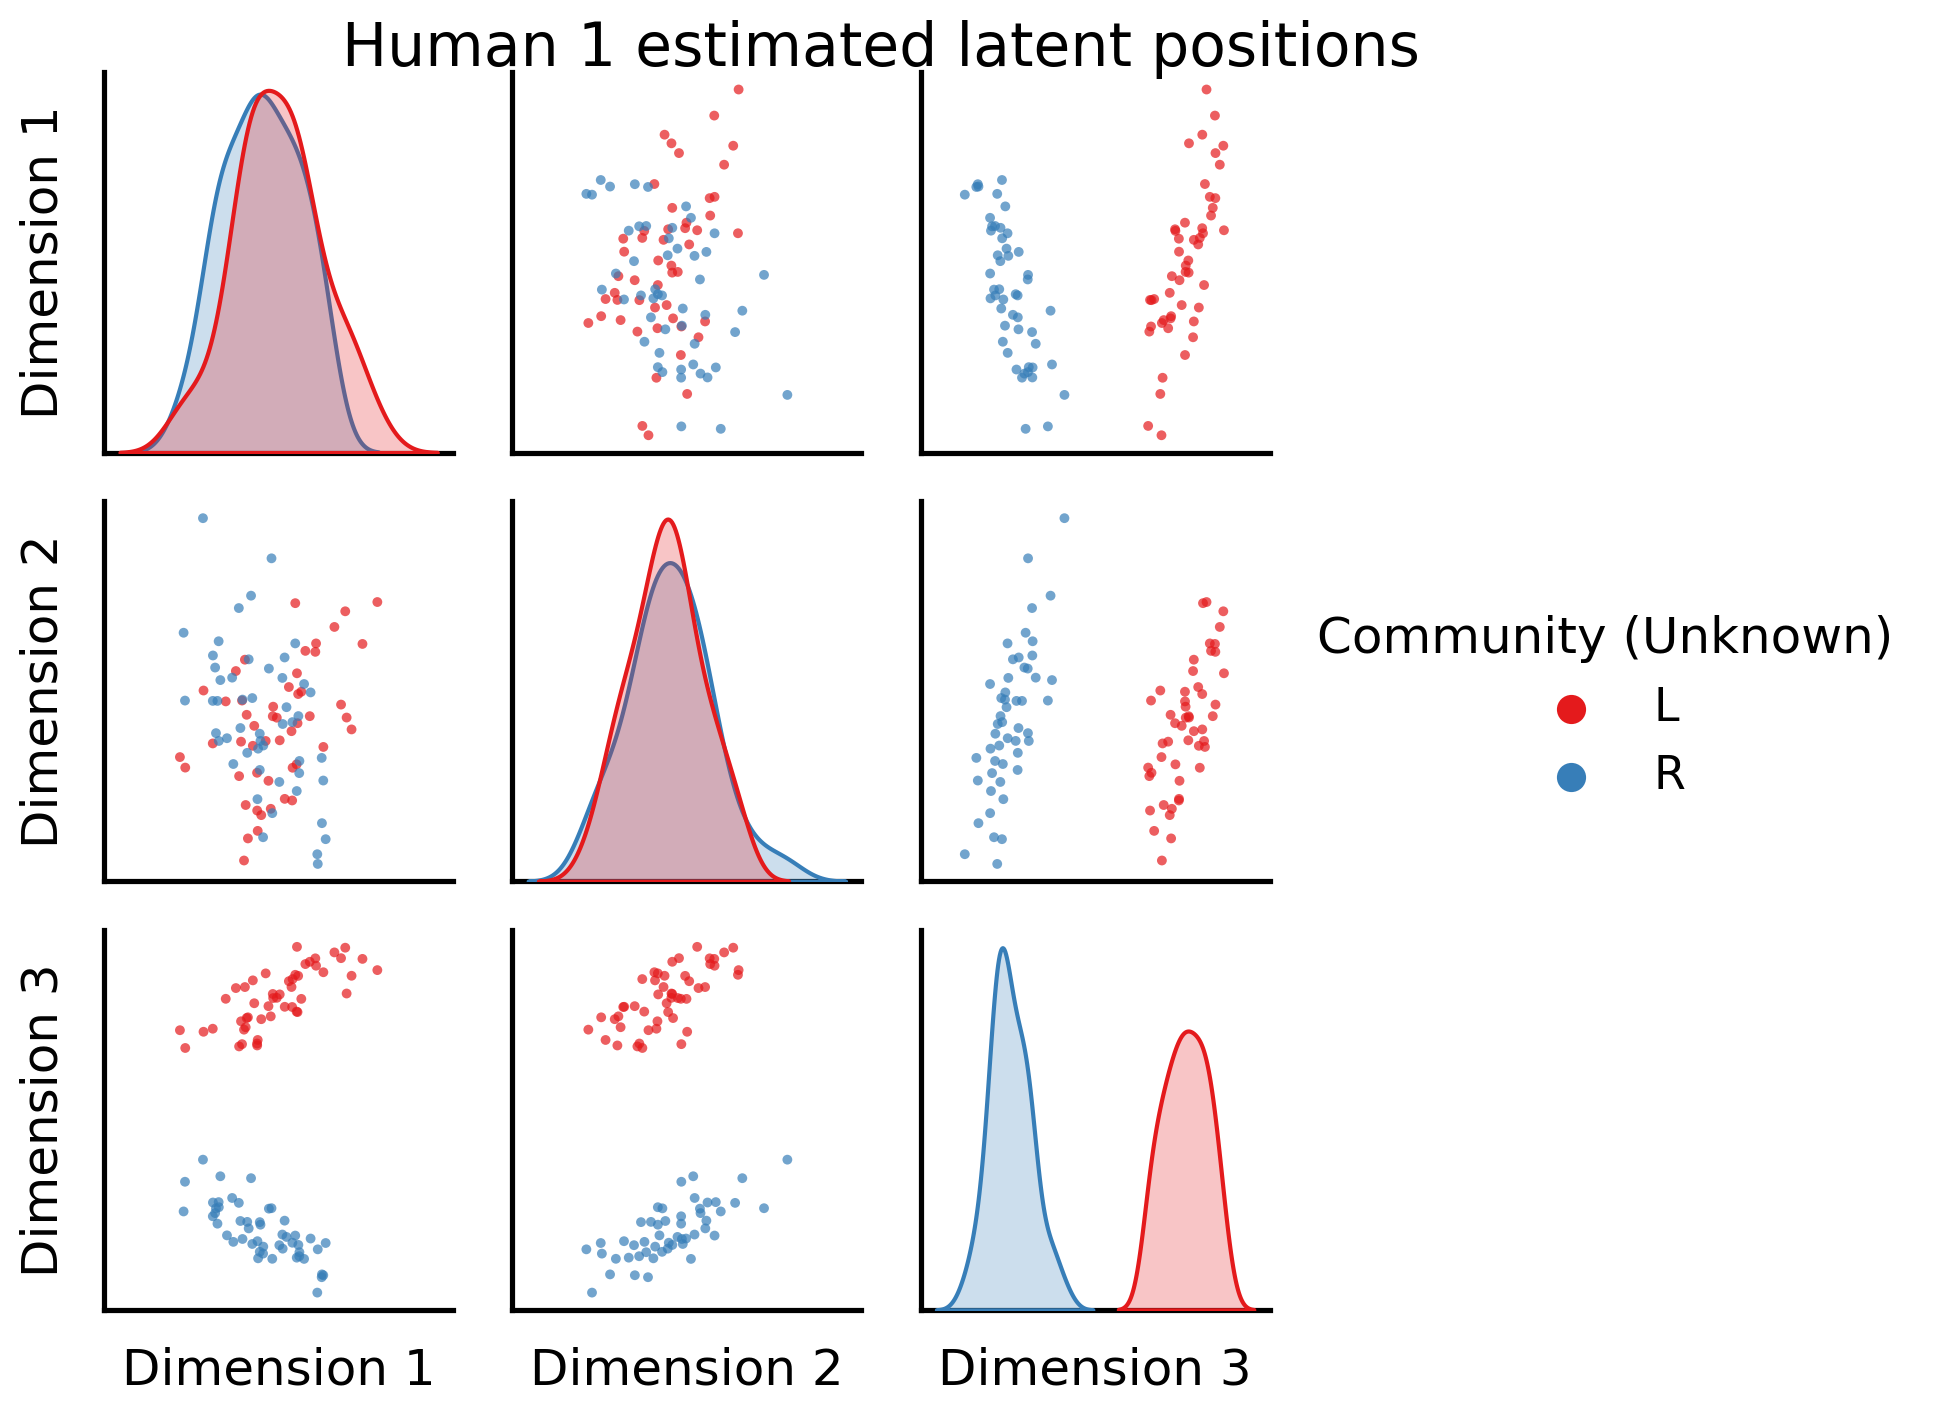 Human 1 estimated latent positions
Dimension 1
Dimension 2
Dimension 3
Community (Unknown)
L
R
Dimension 1
Dimension 2
Dimension 3